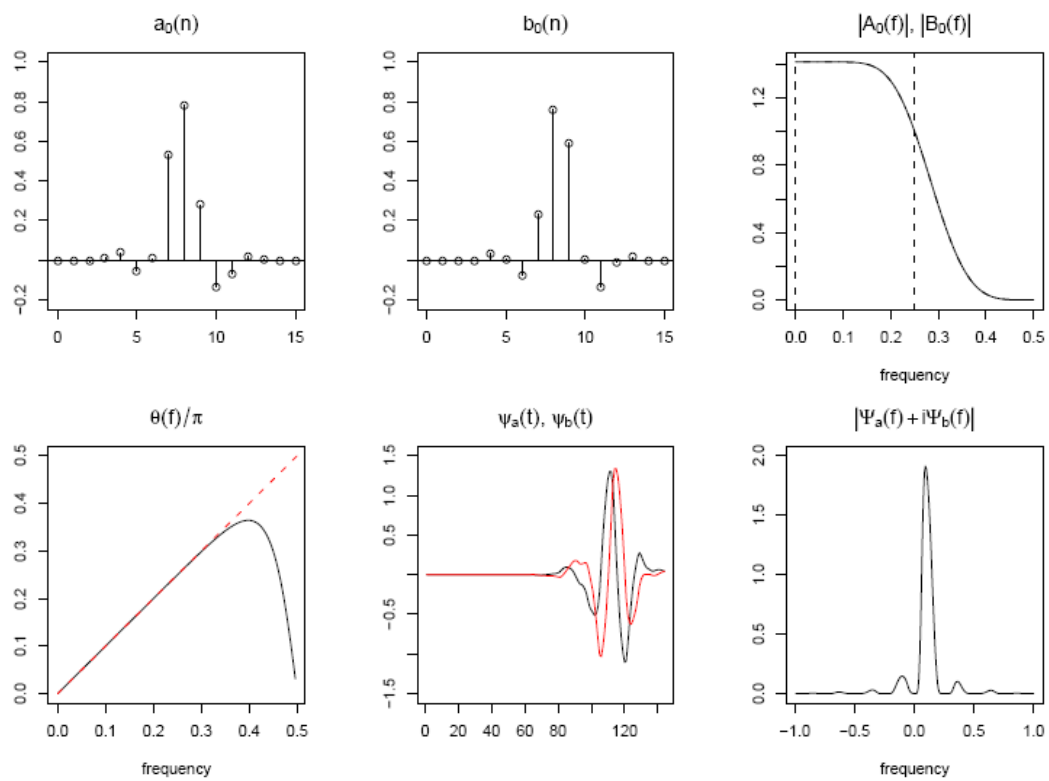 a₀(n)
1.0
0.8
0.6
0.4
0.2
−0.2
0 5 10 15
b₀(n)
1.0
0.8
0.6
0.4
0.2
−0.2
0 5 10 15
|A₀(f)|, |B₀(f)|
1.2
0.8
0.4
0.0
0.0 0.1 0.2 0.3 0.4 0.5
frequency
θ(f)/π
0.5
0.4
0.3
0.2
0.1
0.0
0.0 0.1 0.2 0.3 0.4 0.5
frequency
ψₐ(t), ψb(t)
1.5
0.5
−0.5
−1.5
0 20 40 60 80 120
|Ψₐ(f)+iΨb(f)|
2.0
1.5
1.0
0.5
0.0
−1.0 −0.5 0.0 0.5 1.0
frequency